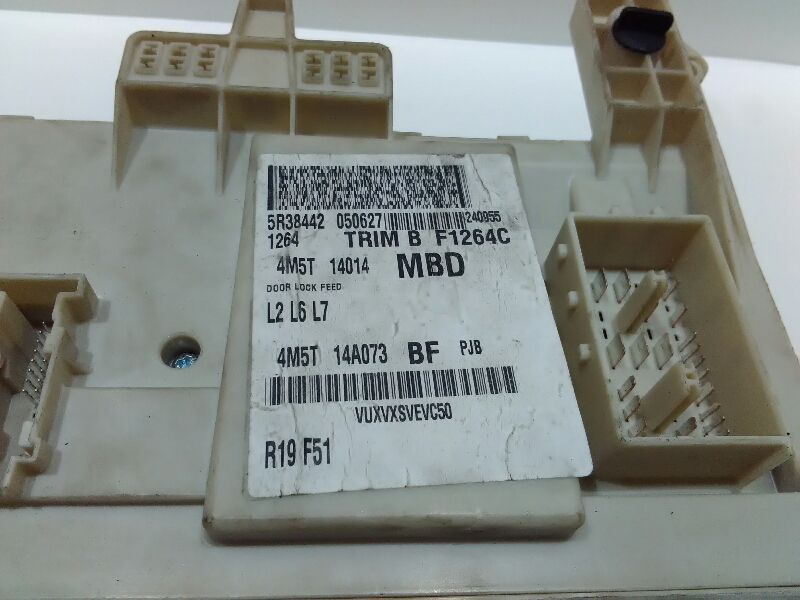 5R38442 050627 240955
1264 TRIM B F1264C
4M5T 14014 MBD
DOOR LOCK FEED
L2 L6 L7
4M5T 14A073 BF PJB
VUXVXSVEVC50
R19 F51